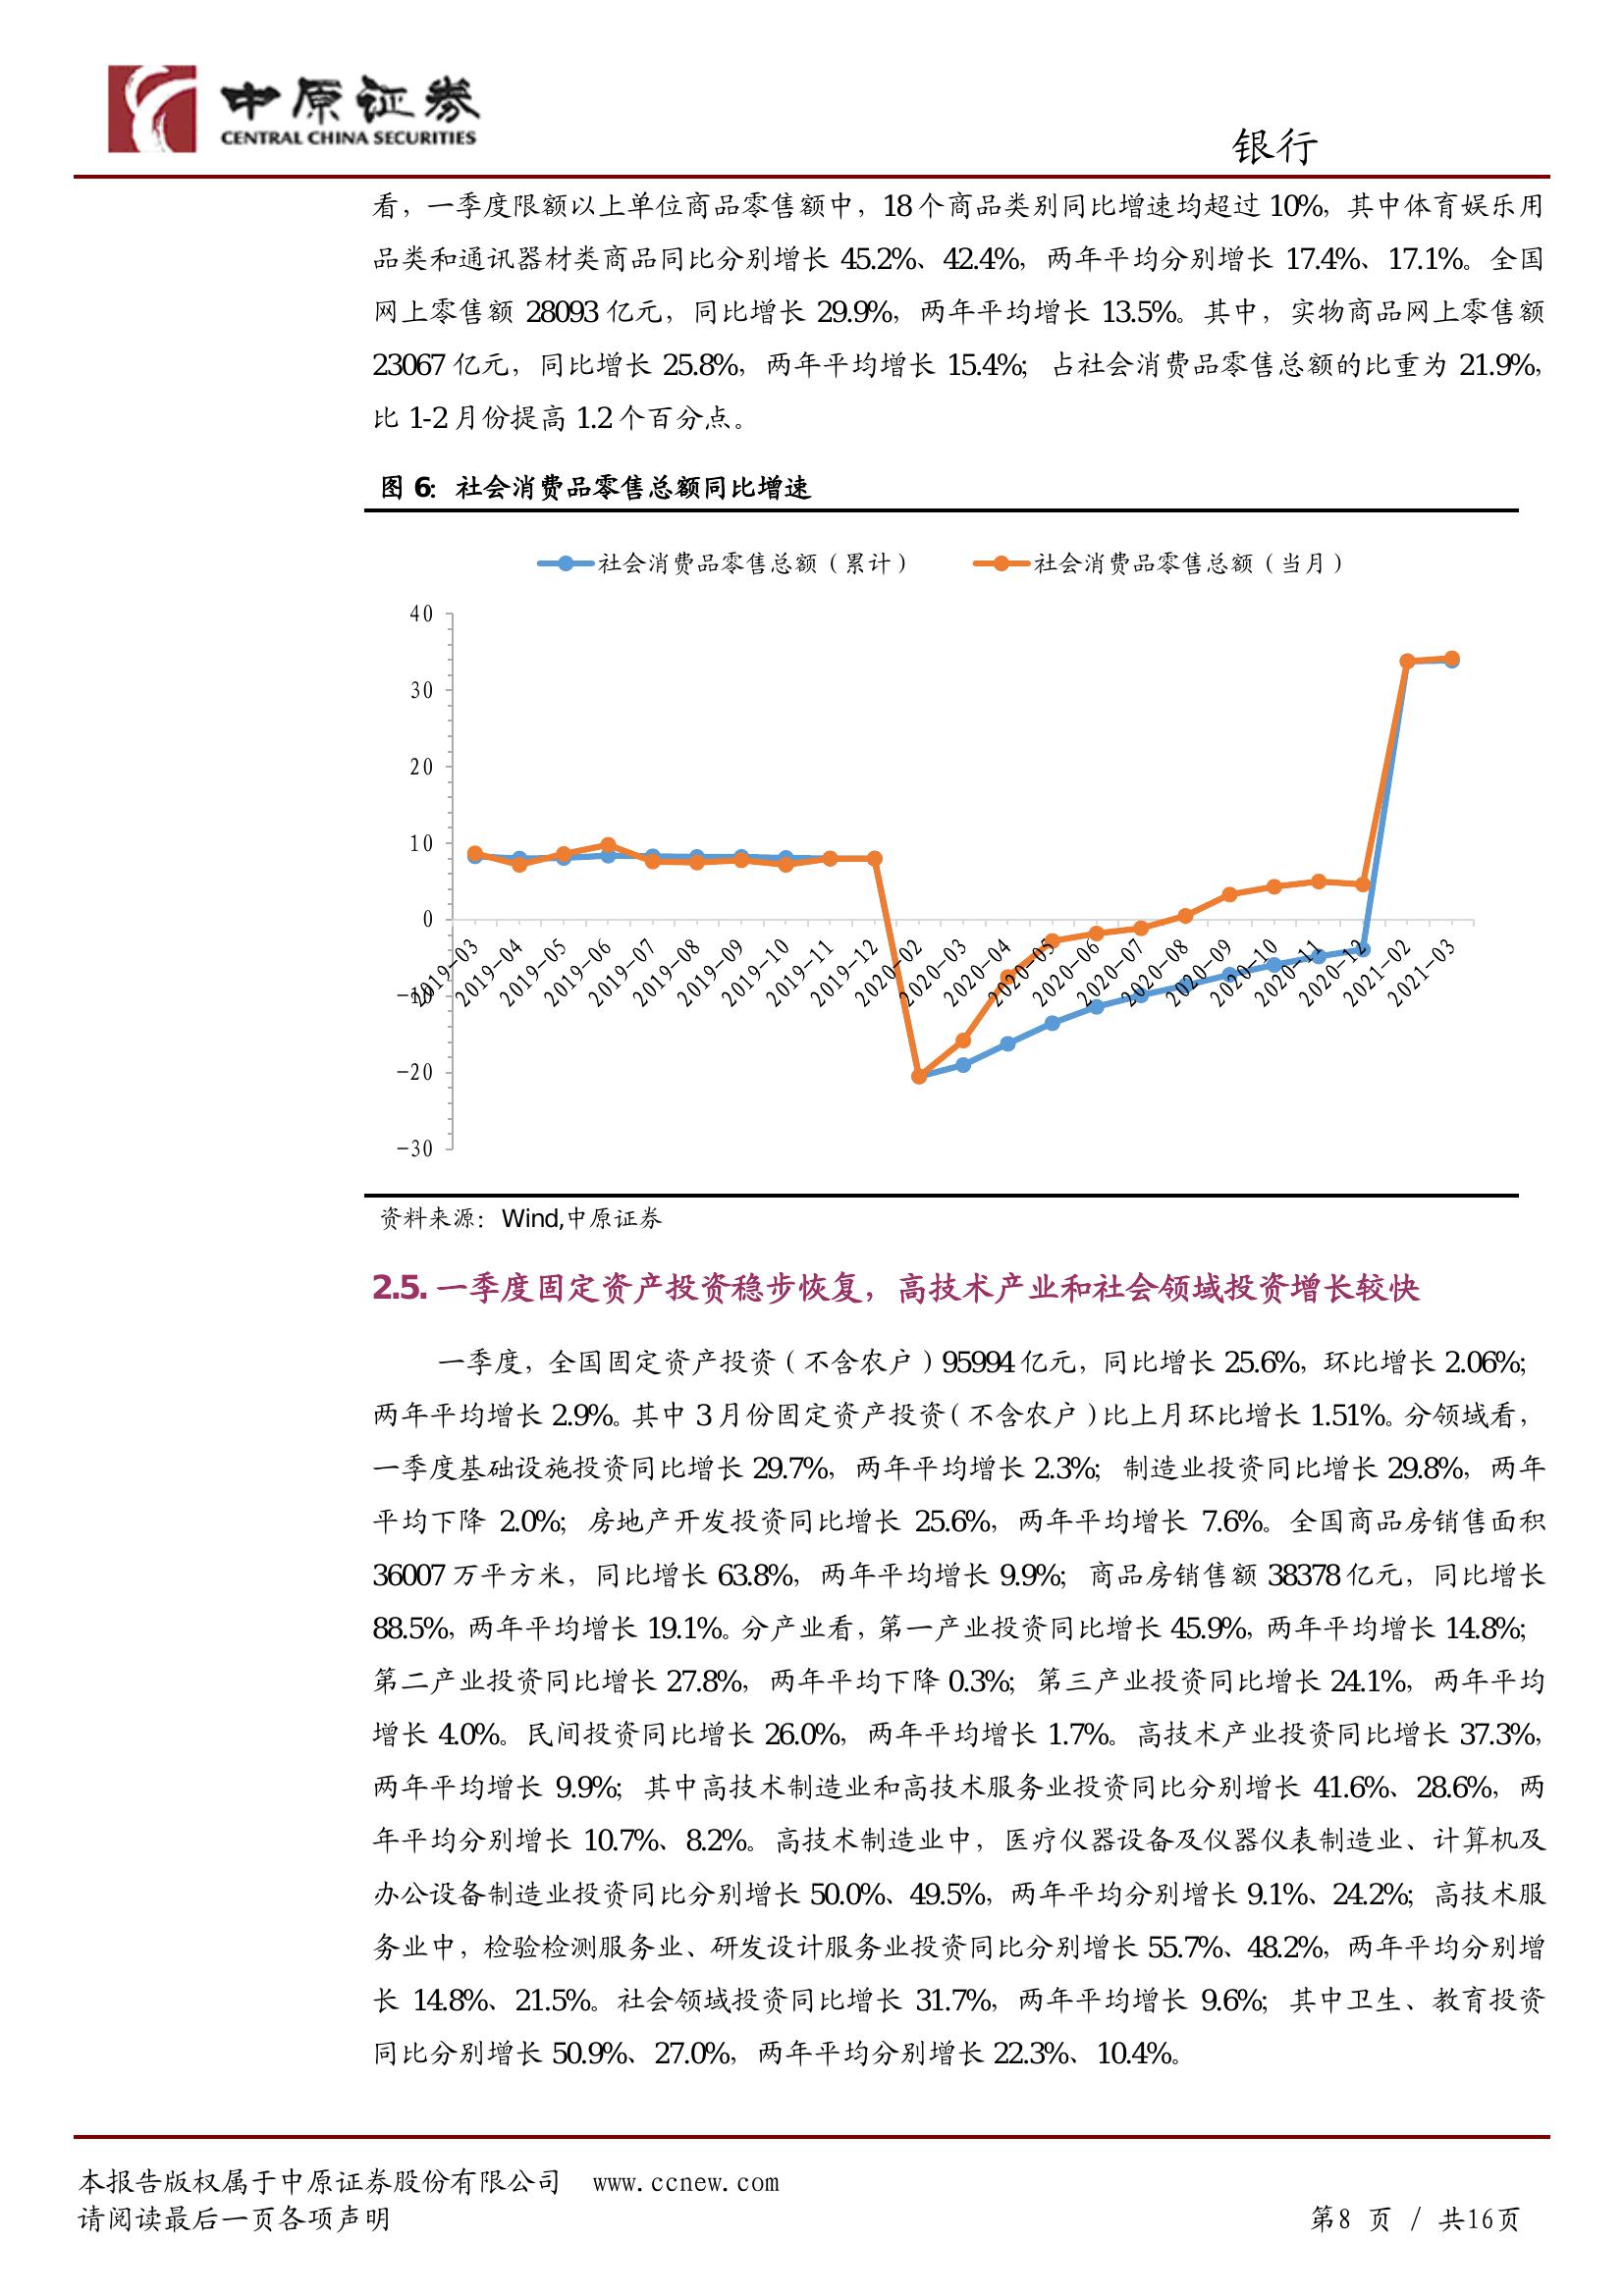 中原证券
CENTRAL CHINA SECURITIES
银行
看，一季度限额以上单位商品零售额中，18个商品类别同比增速均超过10%，其中体育娱乐用
品类和通讯器材类商品同比分别增长45.2%、42.4%，两年平均分别增长17.4%、17.1%。全国
网上零售额28093亿元，同比增长29.9%，两年平均增长13.5%。其中，实物商品网上零售额
23067亿元，同比增长25.8%，两年平均增长15.4%；占社会消费品零售总额的比重为21.9%，
比1-2月份提高1.2个百分点。
图6：社会消费品零售总额同比增速
社会消费品零售总额（累计） 社会消费品零售总额（当月）
40
30
20
10
0
-10
-20
-30
2019-03 2019-04 2019-05 2019-06 2019-07 2019-08 2019-09 2019-10 2019-11 2019-12 2020-02 2020-03 2020-04 2020-05 2020-06 2020-07 2020-08 2020-09 2020-10 2020-11 2020-12 2021-02 2021-03
资料来源：Wind,中原证券
2.5. 一季度固定资产投资稳步恢复，高技术产业和社会领域投资增长较快
一季度，全国固定资产投资（不含农户）95994亿元，同比增长25.6%，环比增长2.06%；
两年平均增长2.9%。其中3月份固定资产投资（不含农户）比上月环比增长1.51%。分领域看，
一季度基础设施投资同比增长29.7%，两年平均增长2.3%；制造业投资同比增长29.8%，两年
平均下降2.0%；房地产开发投资同比增长25.6%，两年平均增长7.6%。全国商品房销售面积
36007万平方米，同比增长63.8%，两年平均增长9.9%；商品房销售额38378亿元，同比增长
88.5%，两年平均增长19.1%。分产业看，第一产业投资同比增长45.9%，两年平均增长14.8%；
第二产业投资同比增长27.8%，两年平均下降0.3%；第三产业投资同比增长24.1%，两年平均
增长4.0%。民间投资同比增长26.0%，两年平均增长1.7%。高技术产业投资同比增长37.3%，
两年平均增长9.9%；其中高技术制造业和高技术服务业投资同比分别增长41.6%、28.6%，两
年平均分别增长10.7%、8.2%。高技术制造业中，医疗仪器设备及仪器仪表制造业、计算机及
办公设备制造业投资同比分别增长50.0%、49.5%，两年平均分别增长9.1%、24.2%；高技术服
务业中，检验检测服务业、研发设计服务业投资同比分别增长55.7%、48.2%，两年平均分别增
长14.8%、21.5%。社会领域投资同比增长31.7%，两年平均增长9.6%；其中卫生、教育投资
同比分别增长50.9%、27.0%，两年平均分别增长22.3%、10.4%。
本报告版权属于中原证券股份有限公司 www.ccnew.com
请阅读最后一页各项声明 第8 页 / 共16页